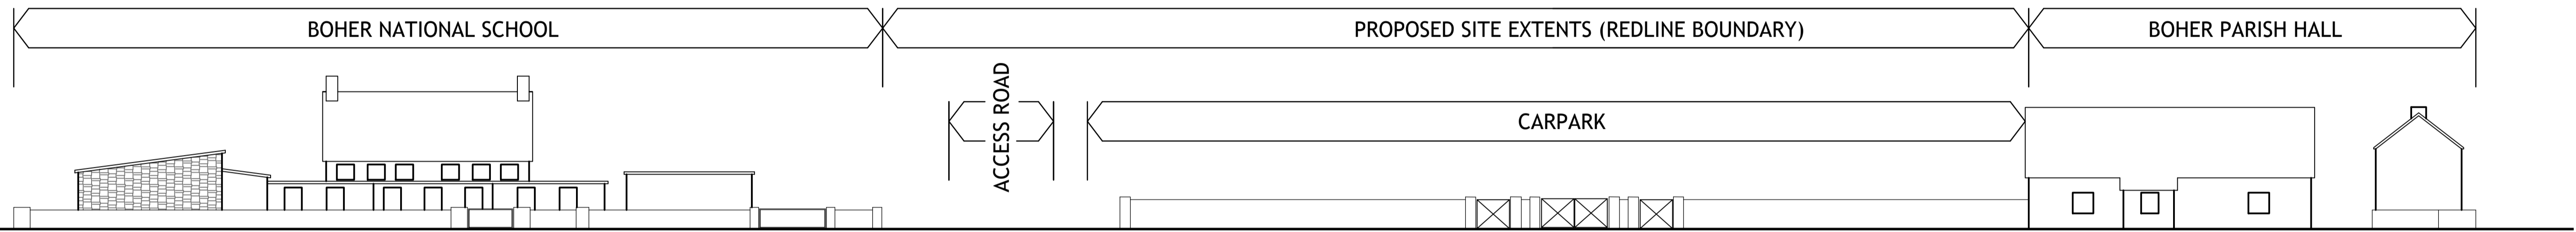 BOHER NATIONAL SCHOOL
PROPOSED SITE EXTENTS (REDLINE BOUNDARY)
BOHER PARISH HALL
ACCESS ROAD
CARPARK